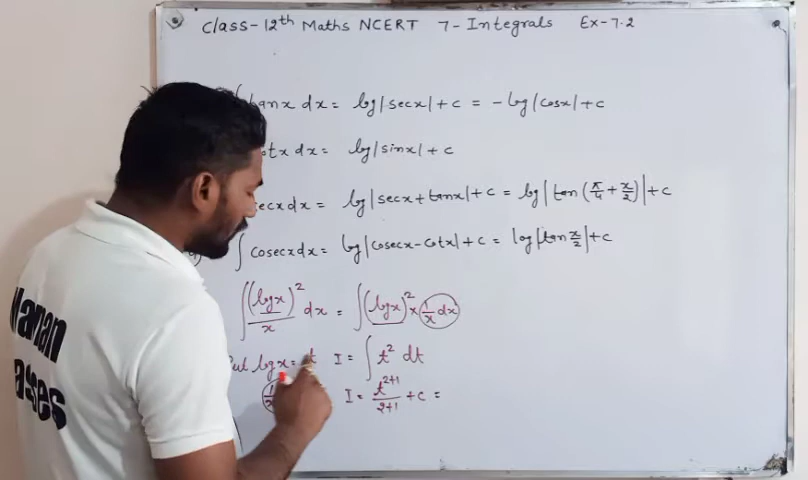 Class-12th Maths NCERT 7-Integrals Ex-7.2
tanx dx = log|secx| + c = -log|cosx| + c
otx dx = log|sinx| + c
ecx dx = log|secx + tanx| + c = log|tan(π/4 + x/2)| + c
∫ cosecx dx = log|cosecx - cotx| + c = log|tan x/2| + c
∫ (logx)²/x dx = ∫ (logx)² × (1/x dx)
Put logx = t I = ∫ t² dt
I = t²⁺¹/2+1 + c =